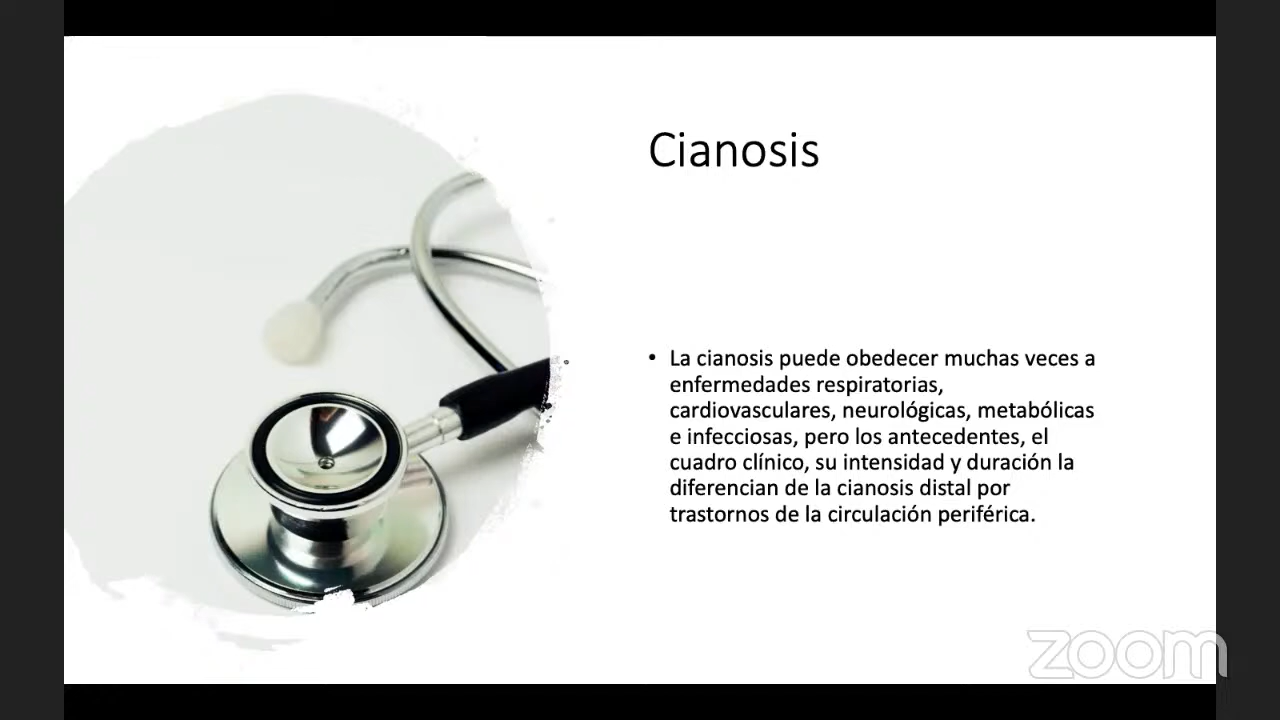 Cianosis
• La cianosis puede obedecer muchas veces a
enfermedades respiratorias,
cardiovasculares, neurológicas, metabólicas
e infecciosas, pero los antecedentes, el
cuadro clínico, su intensidad y duración la
diferencian de la cianosis distal por
trastornos de la circulación periférica.
zoom